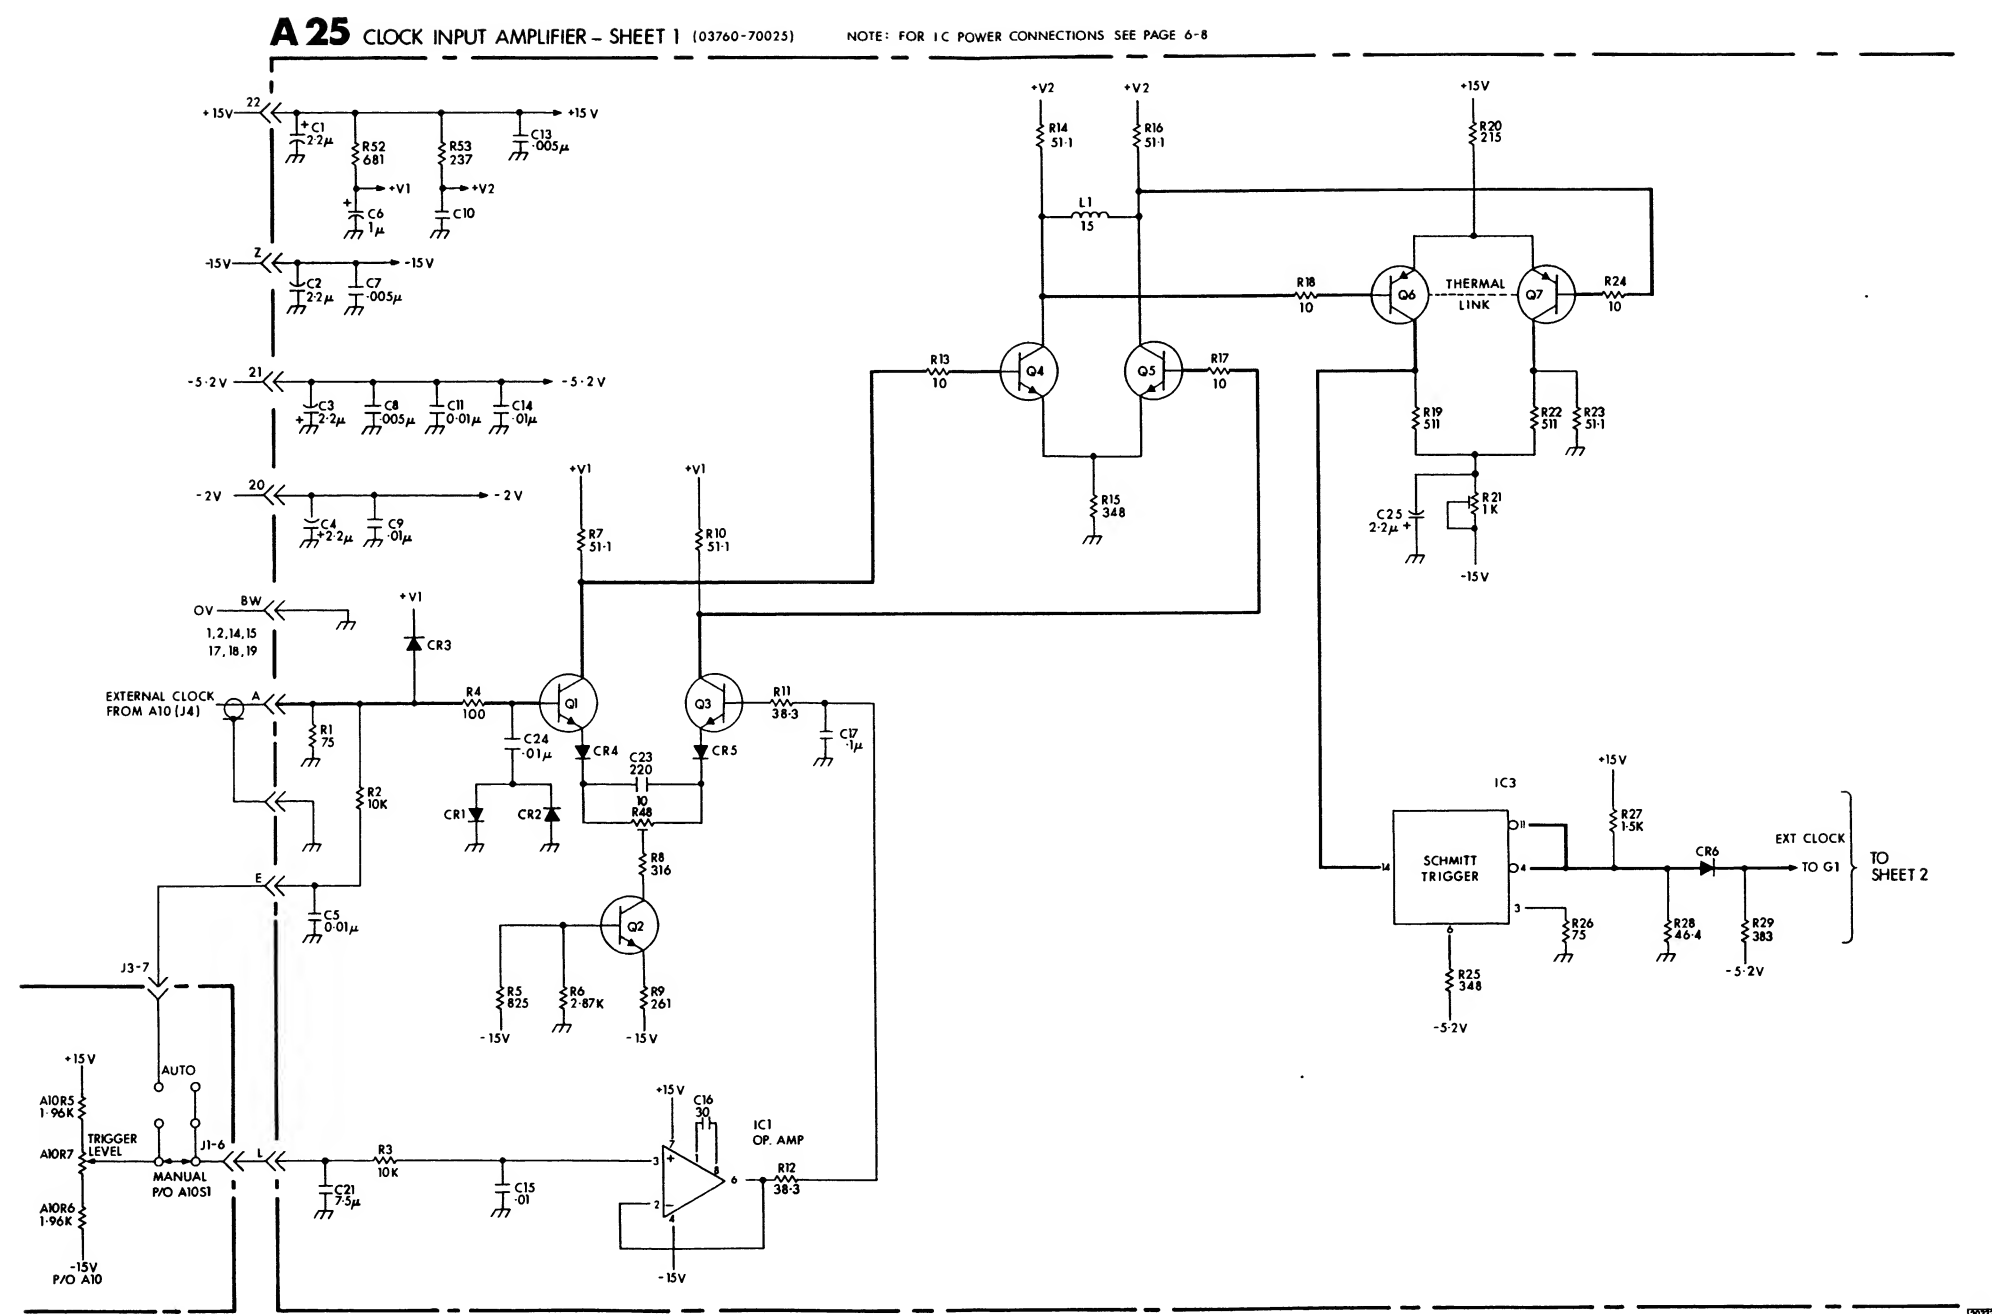 A25 CLOCK INPUT AMPLIFIER – SHEET 1 (03760-70025) NOTE: FOR IC POWER CONNECTIONS SEE PAGE 6-8
+15V 22 +15V
+ C1 2·2µ
R52 681
R53 237
C13 ·005µ
+V1
+V2
+ C6 1µ
C10
-15V Z -15V
C2 2·2µ
C7 ·005µ
-5·2V 21 -5·2V
+ C3 2·2µ
C8 ·005µ
C11 0·01µ
C14 ·01µ
-2V 20 -2V
C4 +2·2µ
C9 ·01µ
0V BW
1,2,14,15
17,18,19
+V1
CR3
EXTERNAL CLOCK
FROM A10 (J4)
A
R1 75
R2 10K
R4 100
C24 ·01µ
CR1
CR2
E
C5 0·01µ
+V1
+V1
R7 51·1
R10 51·1
Q1
Q3
CR4
CR5
C23 220
10 R48
R8 316
Q2
R5 825
R6 2·87K
R9 261
-15V
-15V
R11 38·3
C17 ·1µ
+V2
+V2
R14 51·1
R16 51·1
L1 15
R13 10
Q4
Q5
R17 10
R15 348
+15V
R20 215
R18 10
Q6
THERMAL
LINK
Q7
R24 10
R19 511
R22 511
R23 51·1
C25 2·2µ +
R21 1K
-15V
IC3
SCHMITT
TRIGGER
14
11
4
3
6
R25 348
-5·2V
R26 75
+15V
R27 1·5K
R28 46·4
CR6
R29 383
-5·2V
EXT CLOCK
TO G1
TO
SHEET 2
J3-7
+15V
A10R5 1·96K
AUTO
TRIGGER
LEVEL
A10R7
J1-6
MANUAL
P/O A10S1
A10R6 1·96K
-15V
P/O A10
L
C21 7·5µ
R3 10K
C15 ·01
+15V
C16 30
IC1
OP. AMP
7
1
8
3
+
2
–
4
6
R12 38·3
-15V